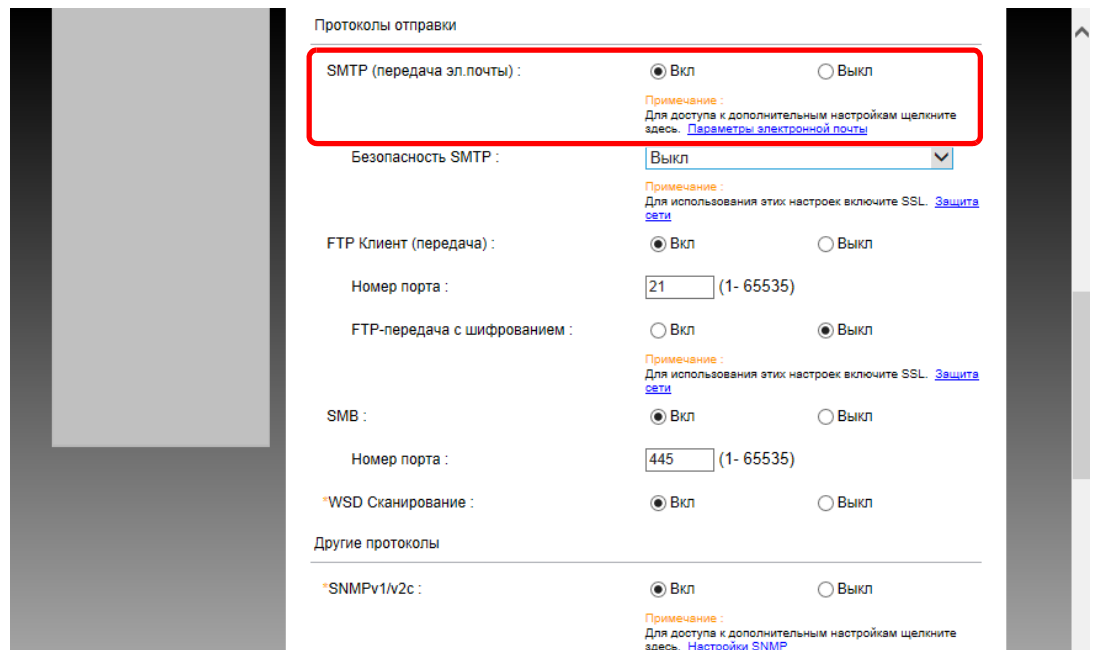 Протоколы отправки
SMTP (передача эл.почты) : Вкл Выкл
Примечание :
Для доступа к дополнительным настройкам щелкните
здесь. Параметры электронной почты
Безопасность SMTP : Выкл
Примечание :
Для использования этих настроек включите SSL. Защита
сети
FTP Клиент (передача) : Вкл Выкл
Номер порта : 21 (1- 65535)
FTP-передача с шифрованием : Вкл Выкл
Примечание :
Для использования этих настроек включите SSL. Защита
сети
SMB : Вкл Выкл
Номер порта : 445 (1- 65535)
*WSD Сканирование : Вкл Выкл
Другие протоколы
*SNMPv1/v2c : Вкл Выкл
Примечание :
Для доступа к дополнительным настройкам щелкните
здесь. Настройки SNMP